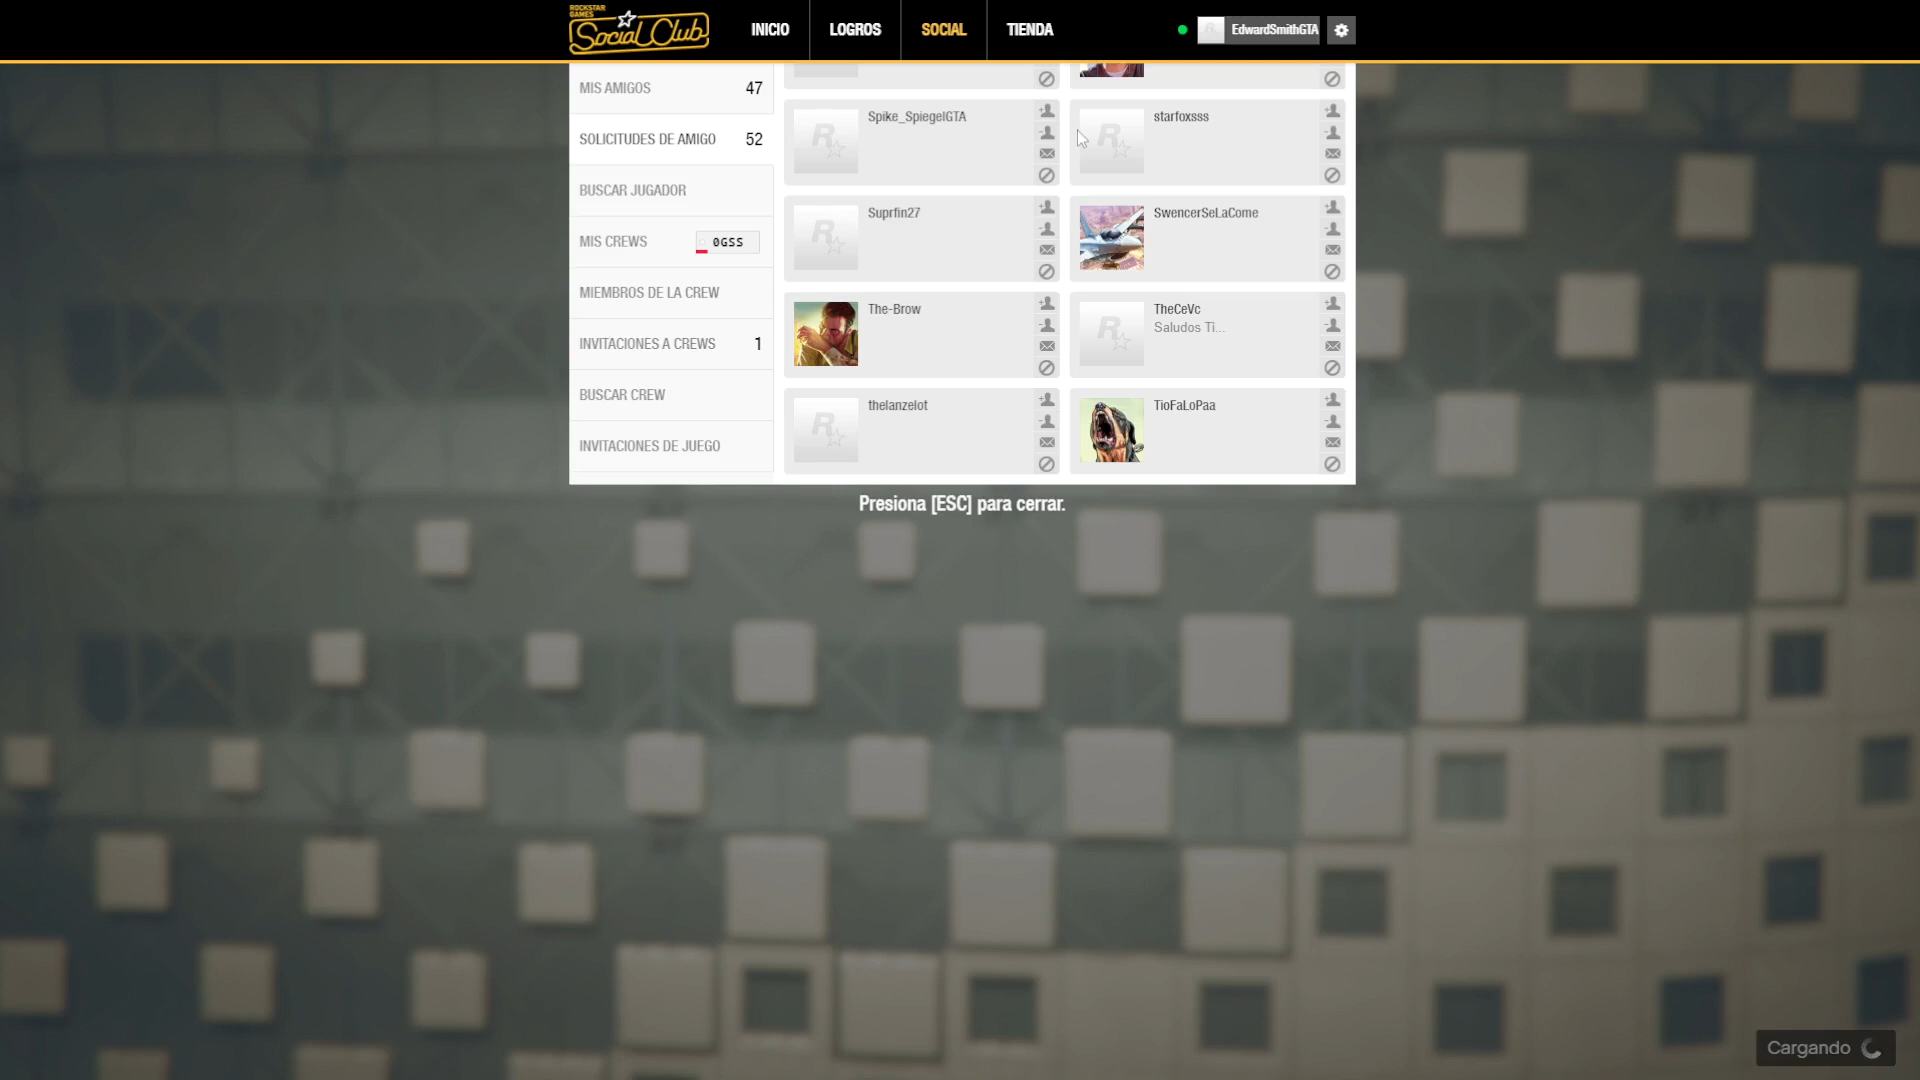 ROCKSTAR GAMES
Social Club
INICIO
LOGROS
SOCIAL
TIENDA
EdwardSmithGTA
MIS AMIGOS 47
SOLICITUDES DE AMIGO 52
BUSCAR JUGADOR
MIS CREWS 0GSS
MIEMBROS DE LA CREW
INVITACIONES A CREWS 1
BUSCAR CREW
INVITACIONES DE JUEGO
Spike_SpiegelGTA
starfoxsss
Suprfin27
SwencerSeLaCome
The-Brow
TheCeVc
Saludos Ti...
thelanzelot
TioFaLoPaa
Presiona [ESC] para cerrar.
Cargando